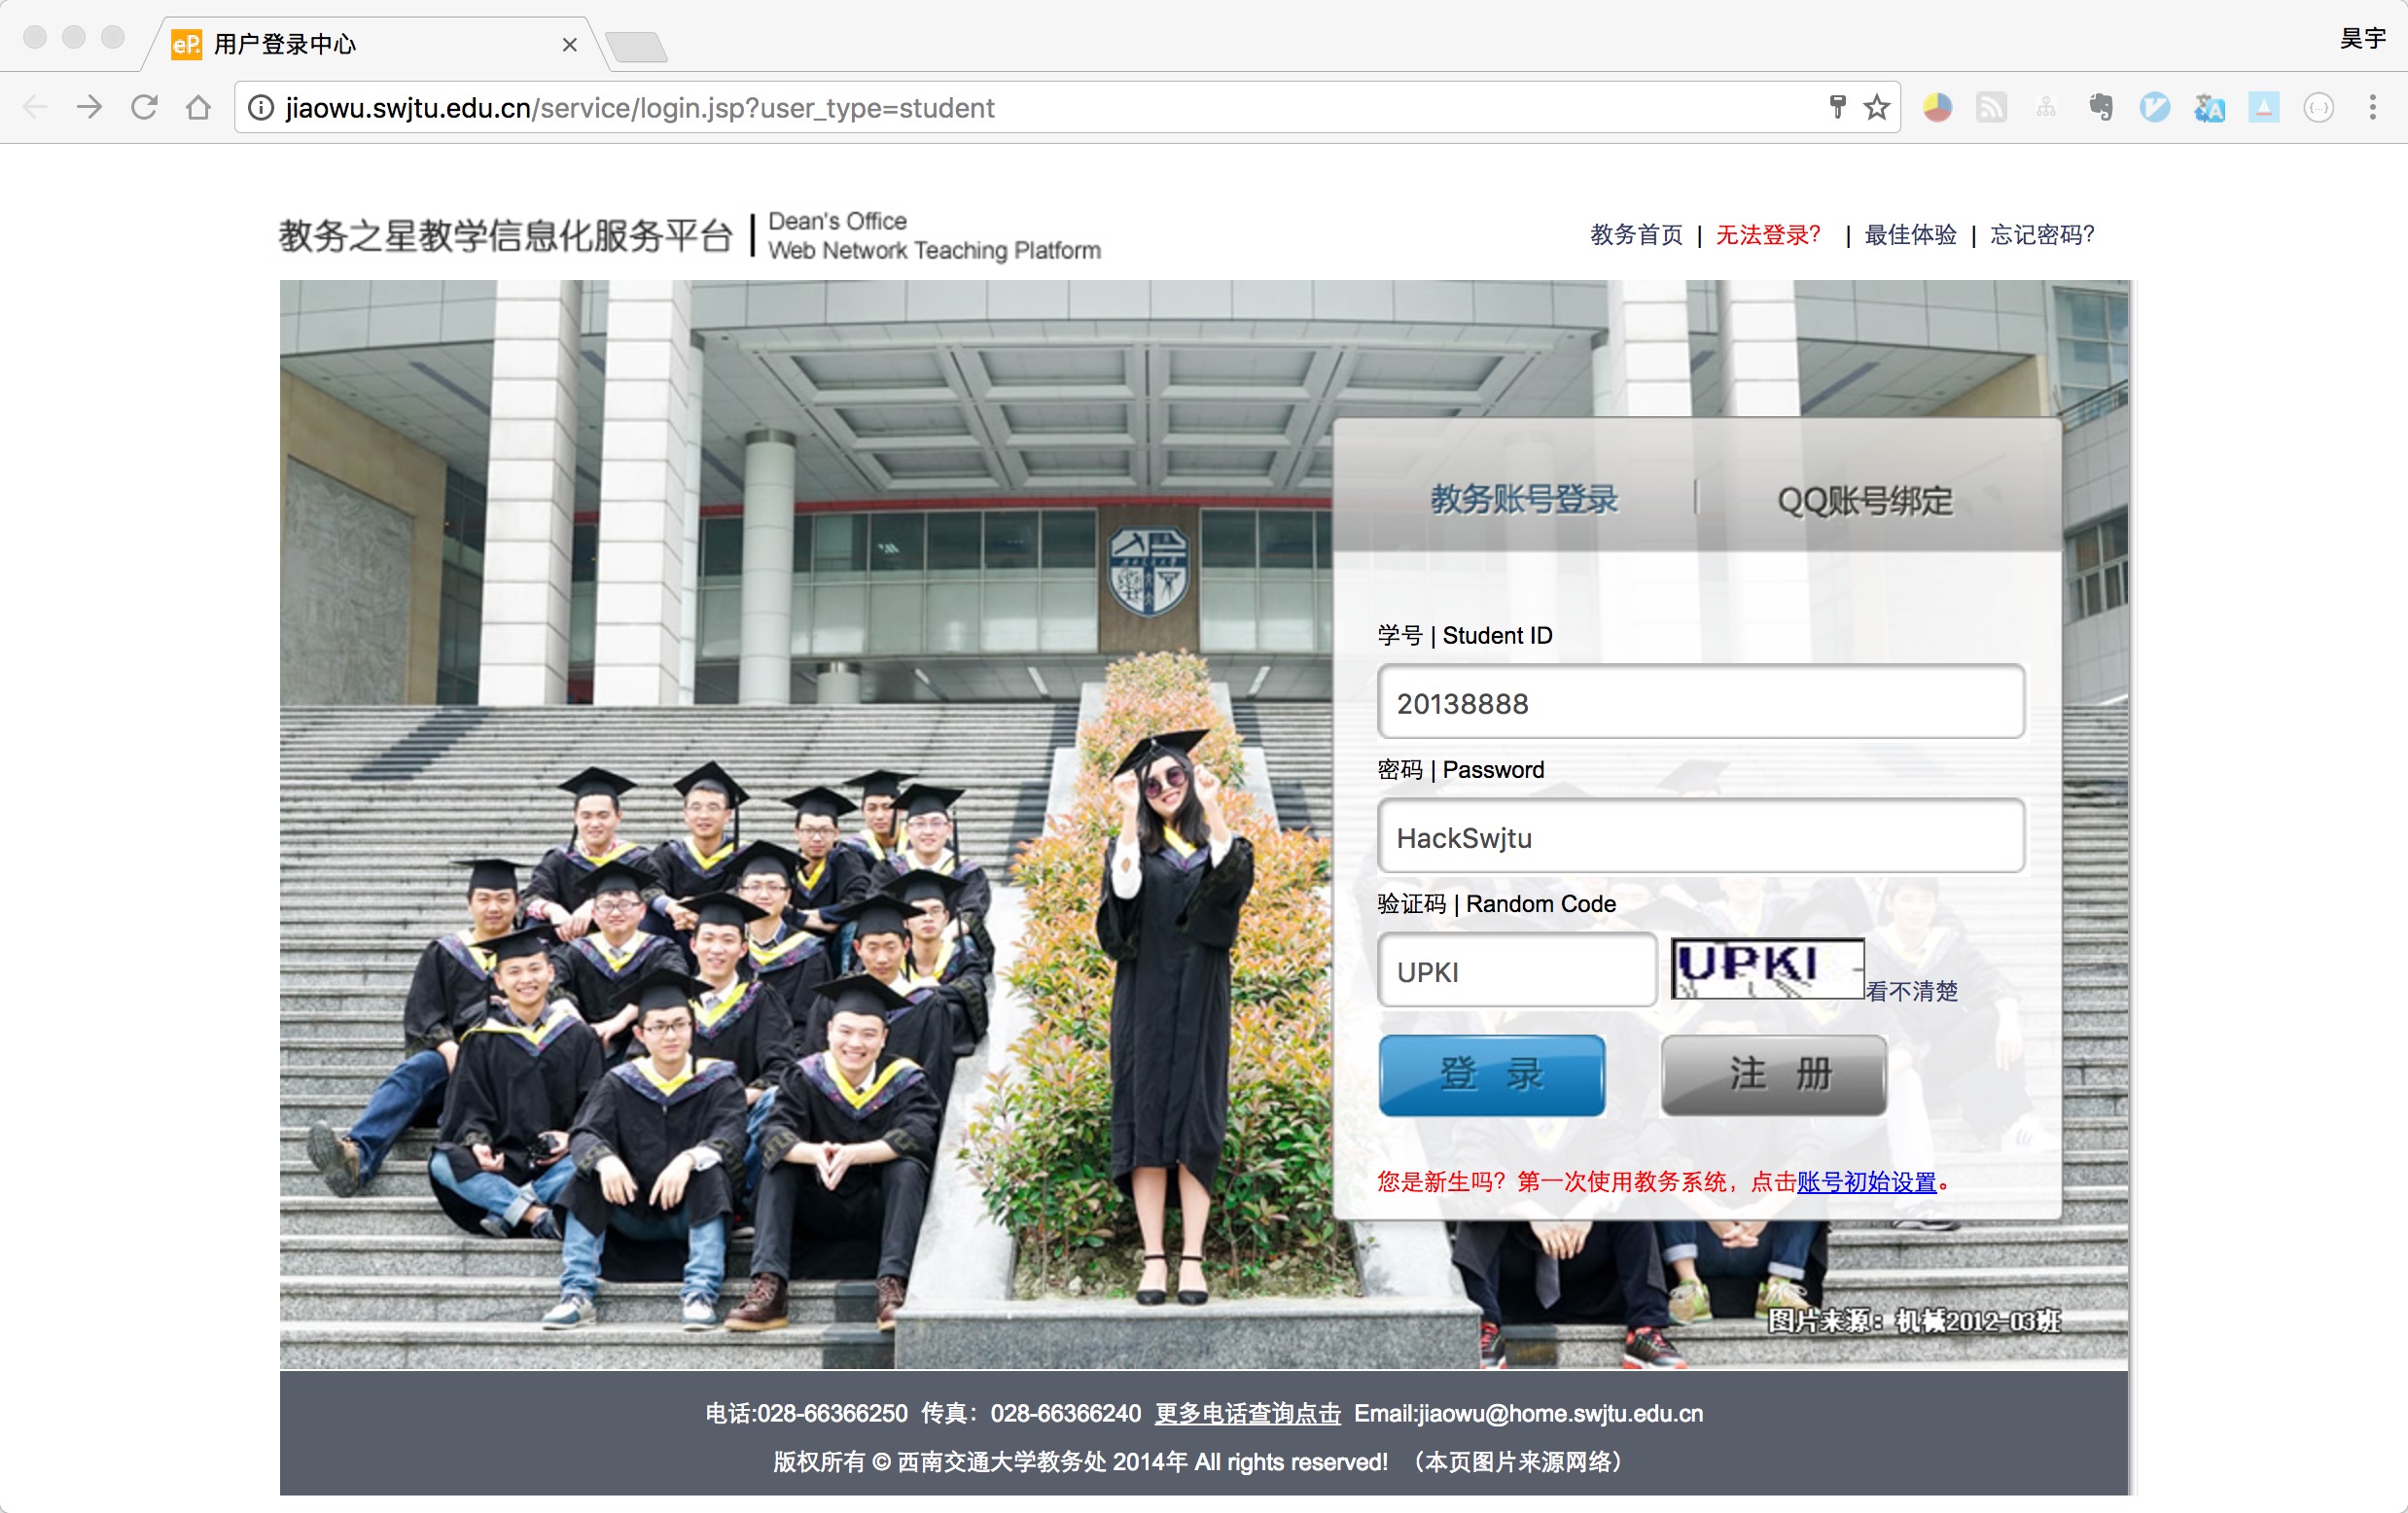 eP. 用户登录中心
昊宇
jiaowu.swjtu.edu.cn/service/login.jsp?user_type=student
教务之星教学信息化服务平台 | Dean's Office
Web Network Teaching Platform
教务首页 | 无法登录? | 最佳体验 | 忘记密码?
教务账号登录 | QQ账号绑定
学号 | Student ID
20138888
密码 | Password
HackSwjtu
验证码 | Random Code
UPKI UPKI 看不清楚
登 录 注 册
您是新生吗？第一次使用教务系统，点击账号初始设置。
图片来源：机械2012-03班
电话:028-66366250 传真：028-66366240 更多电话查询点击 Email:jiaowu@home.swjtu.edu.cn
版权所有 © 西南交通大学教务处 2014年 All rights reserved! （本页图片来源网络）